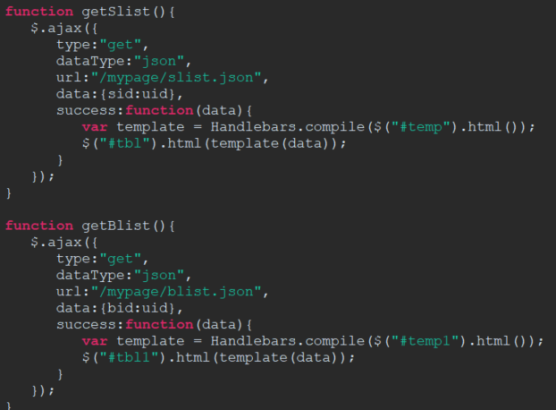 function getSlist(){
   $.ajax({
      type:"get",
      dataType:"json",
      url:"/mypage/slist.json",
      data:{sid:uid},
      success:function(data){
         var template = Handlebars.compile($("#temp").html());
         $("#tbl").html(template(data));
      }
   });
}

function getBlist(){
   $.ajax({
      type:"get",
      dataType:"json",
      url:"/mypage/blist.json",
      data:{bid:uid},
      success:function(data){
         var template = Handlebars.compile($("#temp1").html());
         $("#tbl1").html(template(data));
      }
   });
}